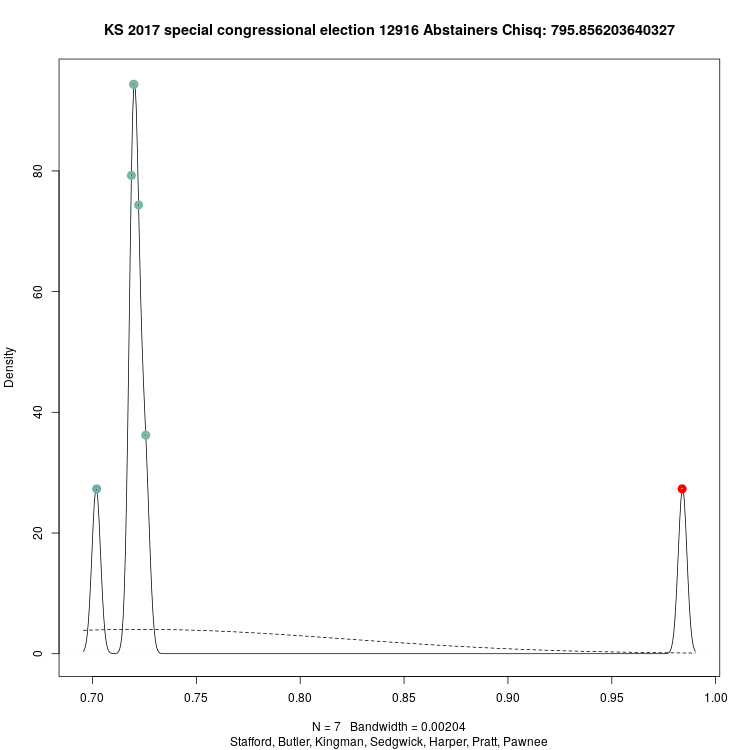 KS 2017 special congressional election 12916 Abstainers Chisq: 795.856203640327
Density
80
60
40
20
0
0.70 0.75 0.80 0.85 0.90 0.95 1.00
N = 7 Bandwidth = 0.00204
Stafford, Butler, Kingman, Sedgwick, Harper, Pratt, Pawnee